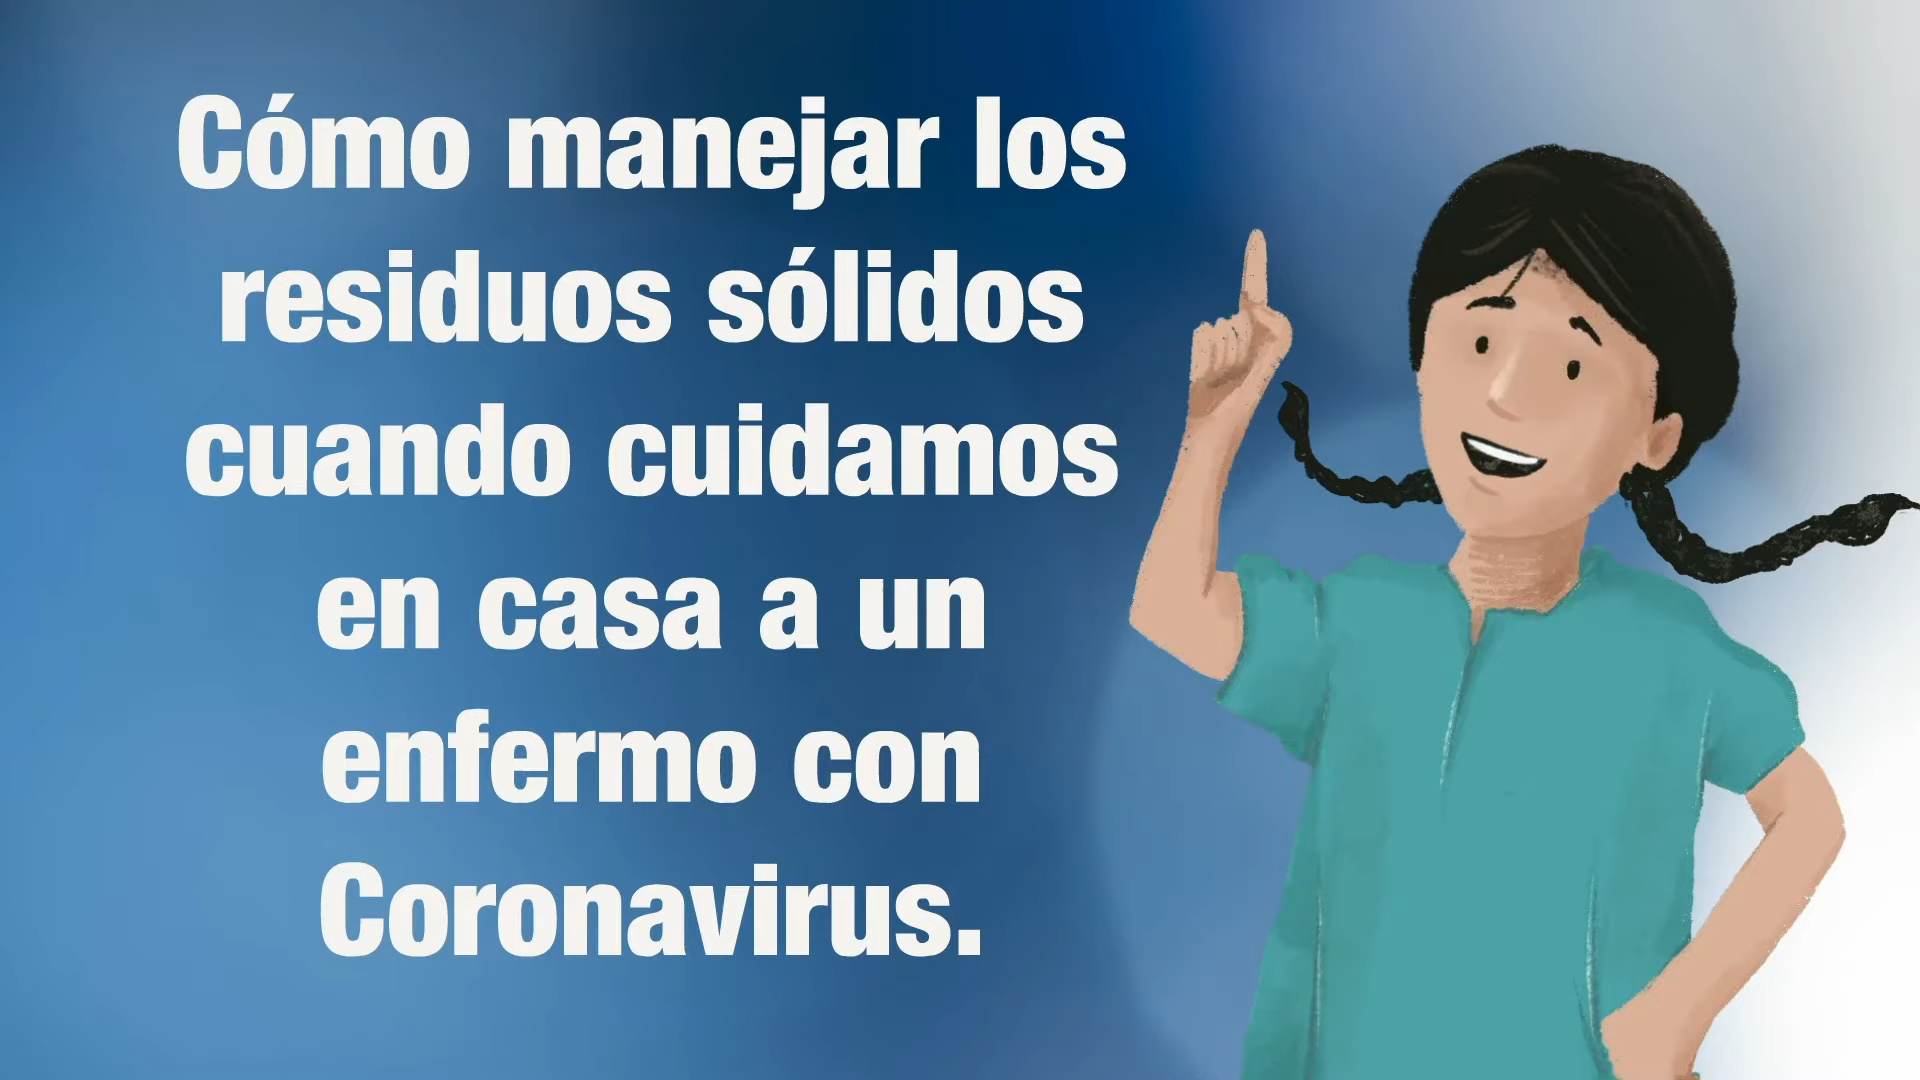 Cómo manejar los
residuos sólidos
cuando cuidamos
en casa a un
enfermo con
Coronavirus.